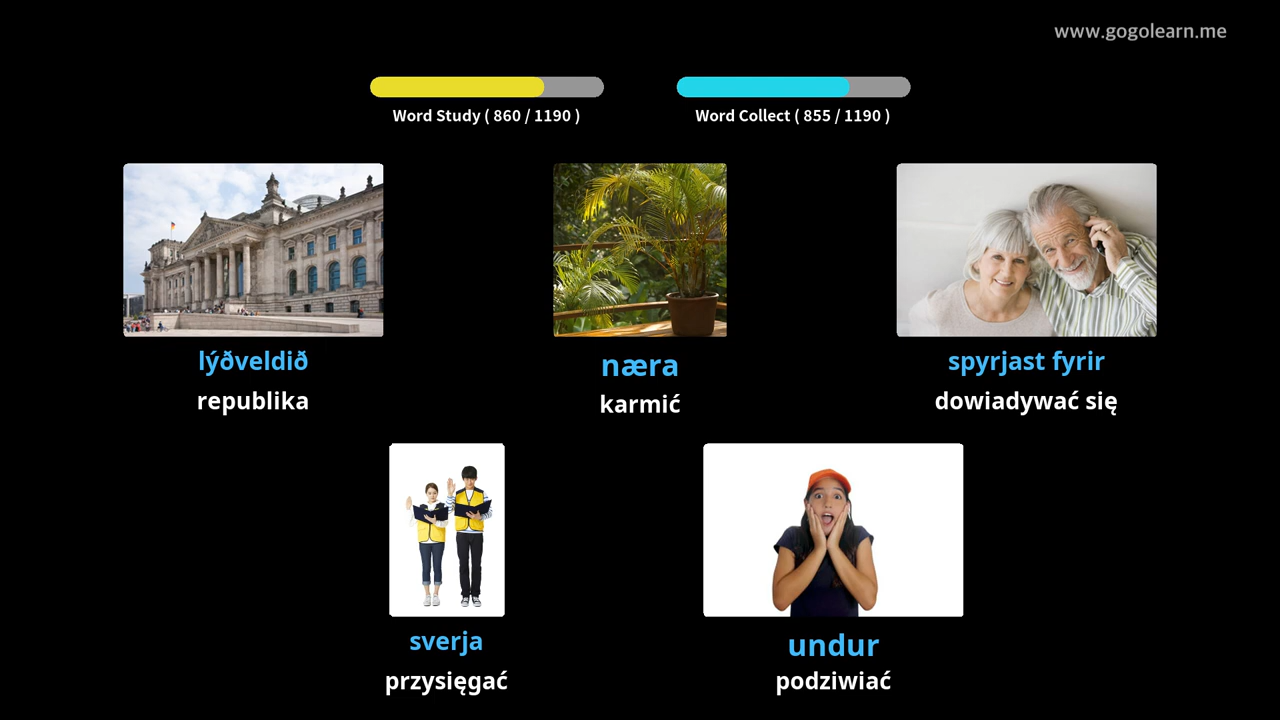 www.gogolearn.me
Word Study ( 860 / 1190 )
Word Collect ( 855 / 1190 )
lýðveldið
republika
næra
karmić
spyrjast fyrir
dowiadywać się
sverja
przysięgać
undur
podziwiać